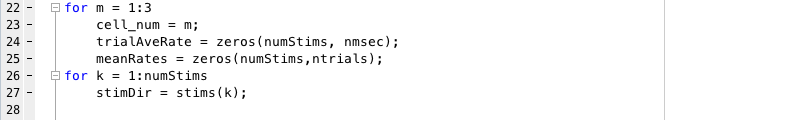 22 - for m = 1:3
23 - cell_num = m;
24 - trialAveRate = zeros(numStims, nmsec);
25 - meanRates = zeros(numStims,ntrials);
26 - for k = 1:numStims
27 - stimDir = stims(k);
28